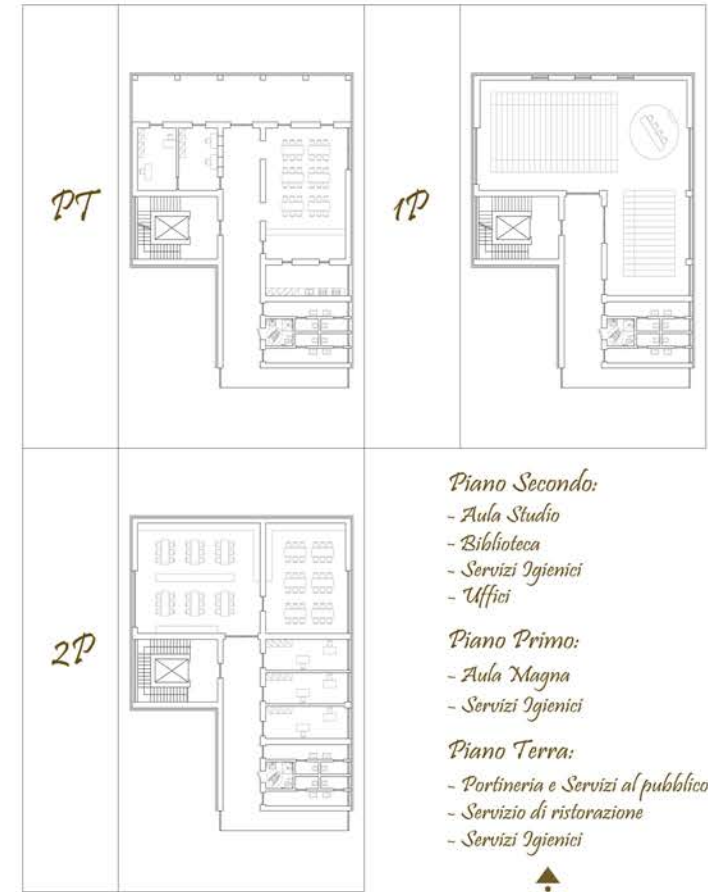 PT
1P
2P
Piano Secondo:
- Aula Studio
- Biblioteca
- Servizi Igienici
- Uffici
Piano Primo:
- Aula Magna
- Servizi Igienici
Piano Terra:
- Portineria e Servizi al pubblico
- Servizio di ristorazione
- Servizi Igienici